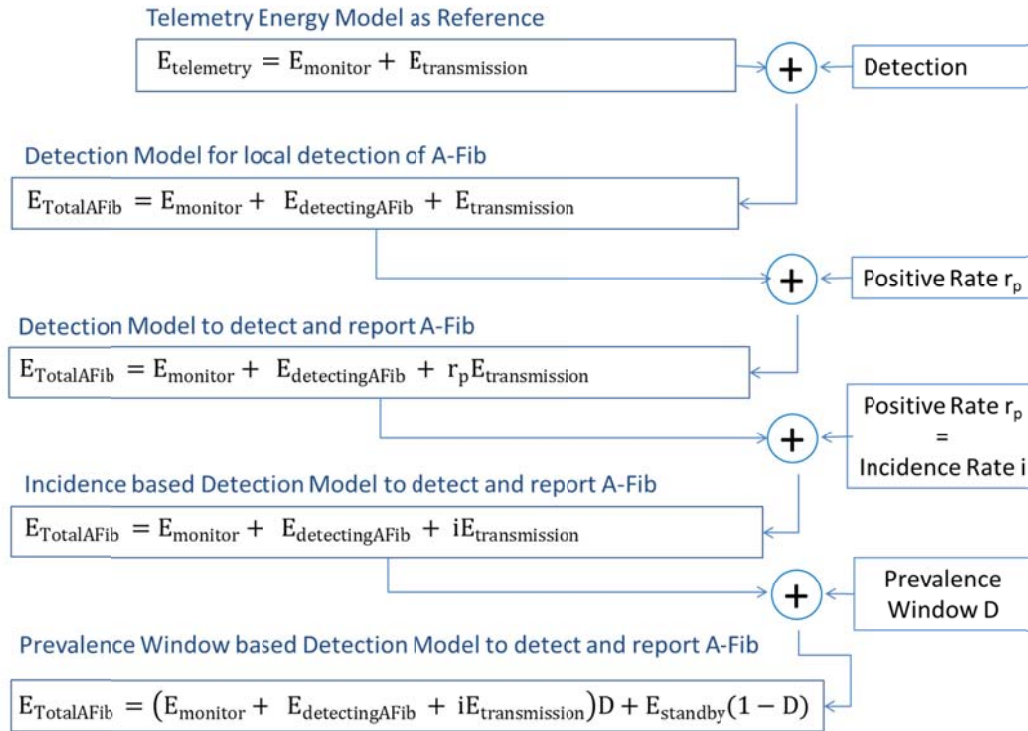 Telemetry Energy Model as Reference
E_telemetry = E_monitor + E_transmission
+
Detection
Detection Model for local detection of A-Fib
E_TotalAFib = E_monitor + E_detectingAFib + E_transmission
+
Positive Rate r_p
Detection Model to detect and report A-Fib
E_TotalAFib = E_monitor + E_detectingAFib + r_pE_transmission
+
Positive Rate r_p
=
Incidence Rate i
Incidence based Detection Model to detect and report A-Fib
E_TotalAFib = E_monitor + E_detectingAFib + iE_transmission
+
Prevalence
Window D
Prevalence Window based Detection Model to detect and report A-Fib
E_TotalAFib = (E_monitor + E_detectingAFib + iE_transmission)D + E_standby(1 − D)